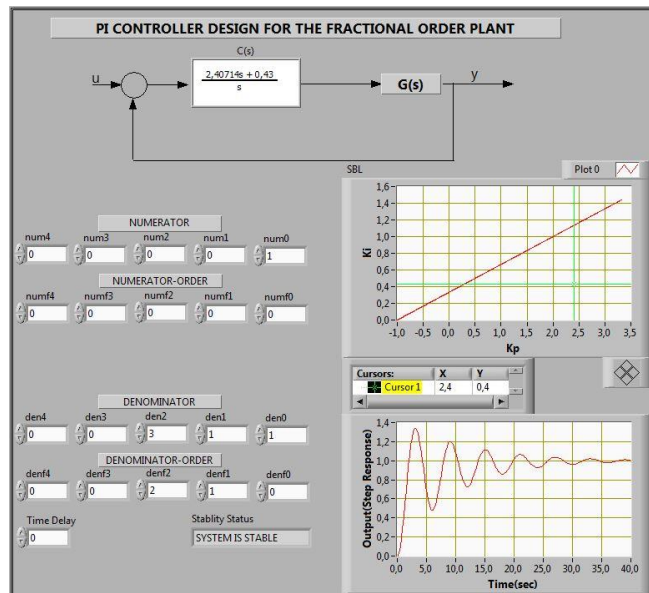 PI CONTROLLER DESIGN FOR THE FRACTIONAL ORDER PLANT
C(s)
u
2,40714s + 0,43
s
G(s)
y
SBL
Plot 0
NUMERATOR
num4 num3 num2 num1 num0
0 0 0 0 1
NUMERATOR-ORDER
numf4 numf3 numf2 numf1 numf0
0 0 0 0 0
Ki
1,6
1,4
1,2
1,0
0,8
0,6
0,4
0,2
0,0
-1,0 -0,5 0,0 0,5 1,0 1,5 2,0 2,5 3,0 3,5
Kp
Cursors: X Y
Cursor 1 2,4 0,4
DENOMINATOR
den4 den3 den2 den1 den0
0 0 3 1 1
DENOMINATOR-ORDER
denf4 denf3 denf2 denf1 denf0
0 0 2 1 0
Time Delay
0
Stablity Status
SYSTEM IS STABLE
Output(Step Response)
1,4
1,2
1,0
0,8
0,6
0,4
0,2
0,0
0,0 5,0 10,0 15,0 20,0 25,0 30,0 35,0 40,0
Time(sec)